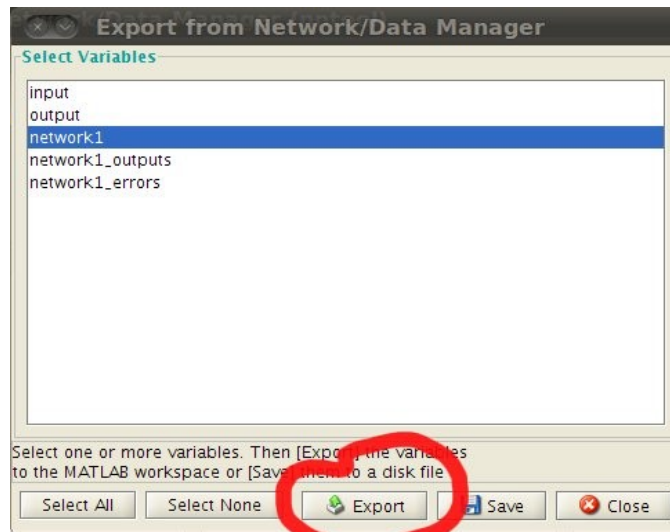 Export from Network/Data Manager
Select Variables
input
output
network1
network1_outputs
network1_errors
Select one or more variables. Then [Export] the variables
to the MATLAB workspace or [Save] them to a disk file
Select All
Select None
Export
Save
Close